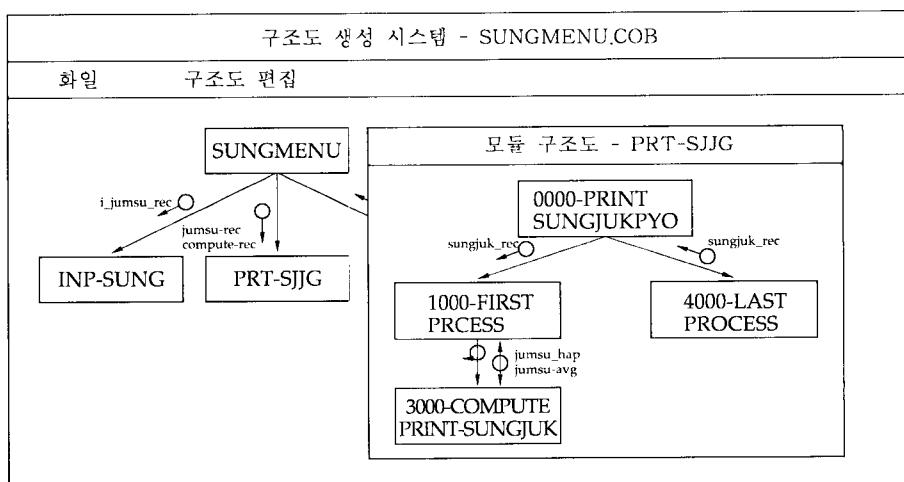 구조도 생성 시스템 - SUNGMENU.COB
화일 구조도 편집
SUNGMENU
i_jumsu_rec
jumsu-rec
compute-rec
INP-SUNG
PRT-SJJG
모듈 구조도 - PRT-SJJG
0000-PRINT
SUNGJUKPYO
sungjuk_rec
sungjuk_rec
1000-FIRST
PRCESS
4000-LAST
PROCESS
jumsu_hap
jumsu-avg
3000-COMPUTE
PRINT-SUNGJUK